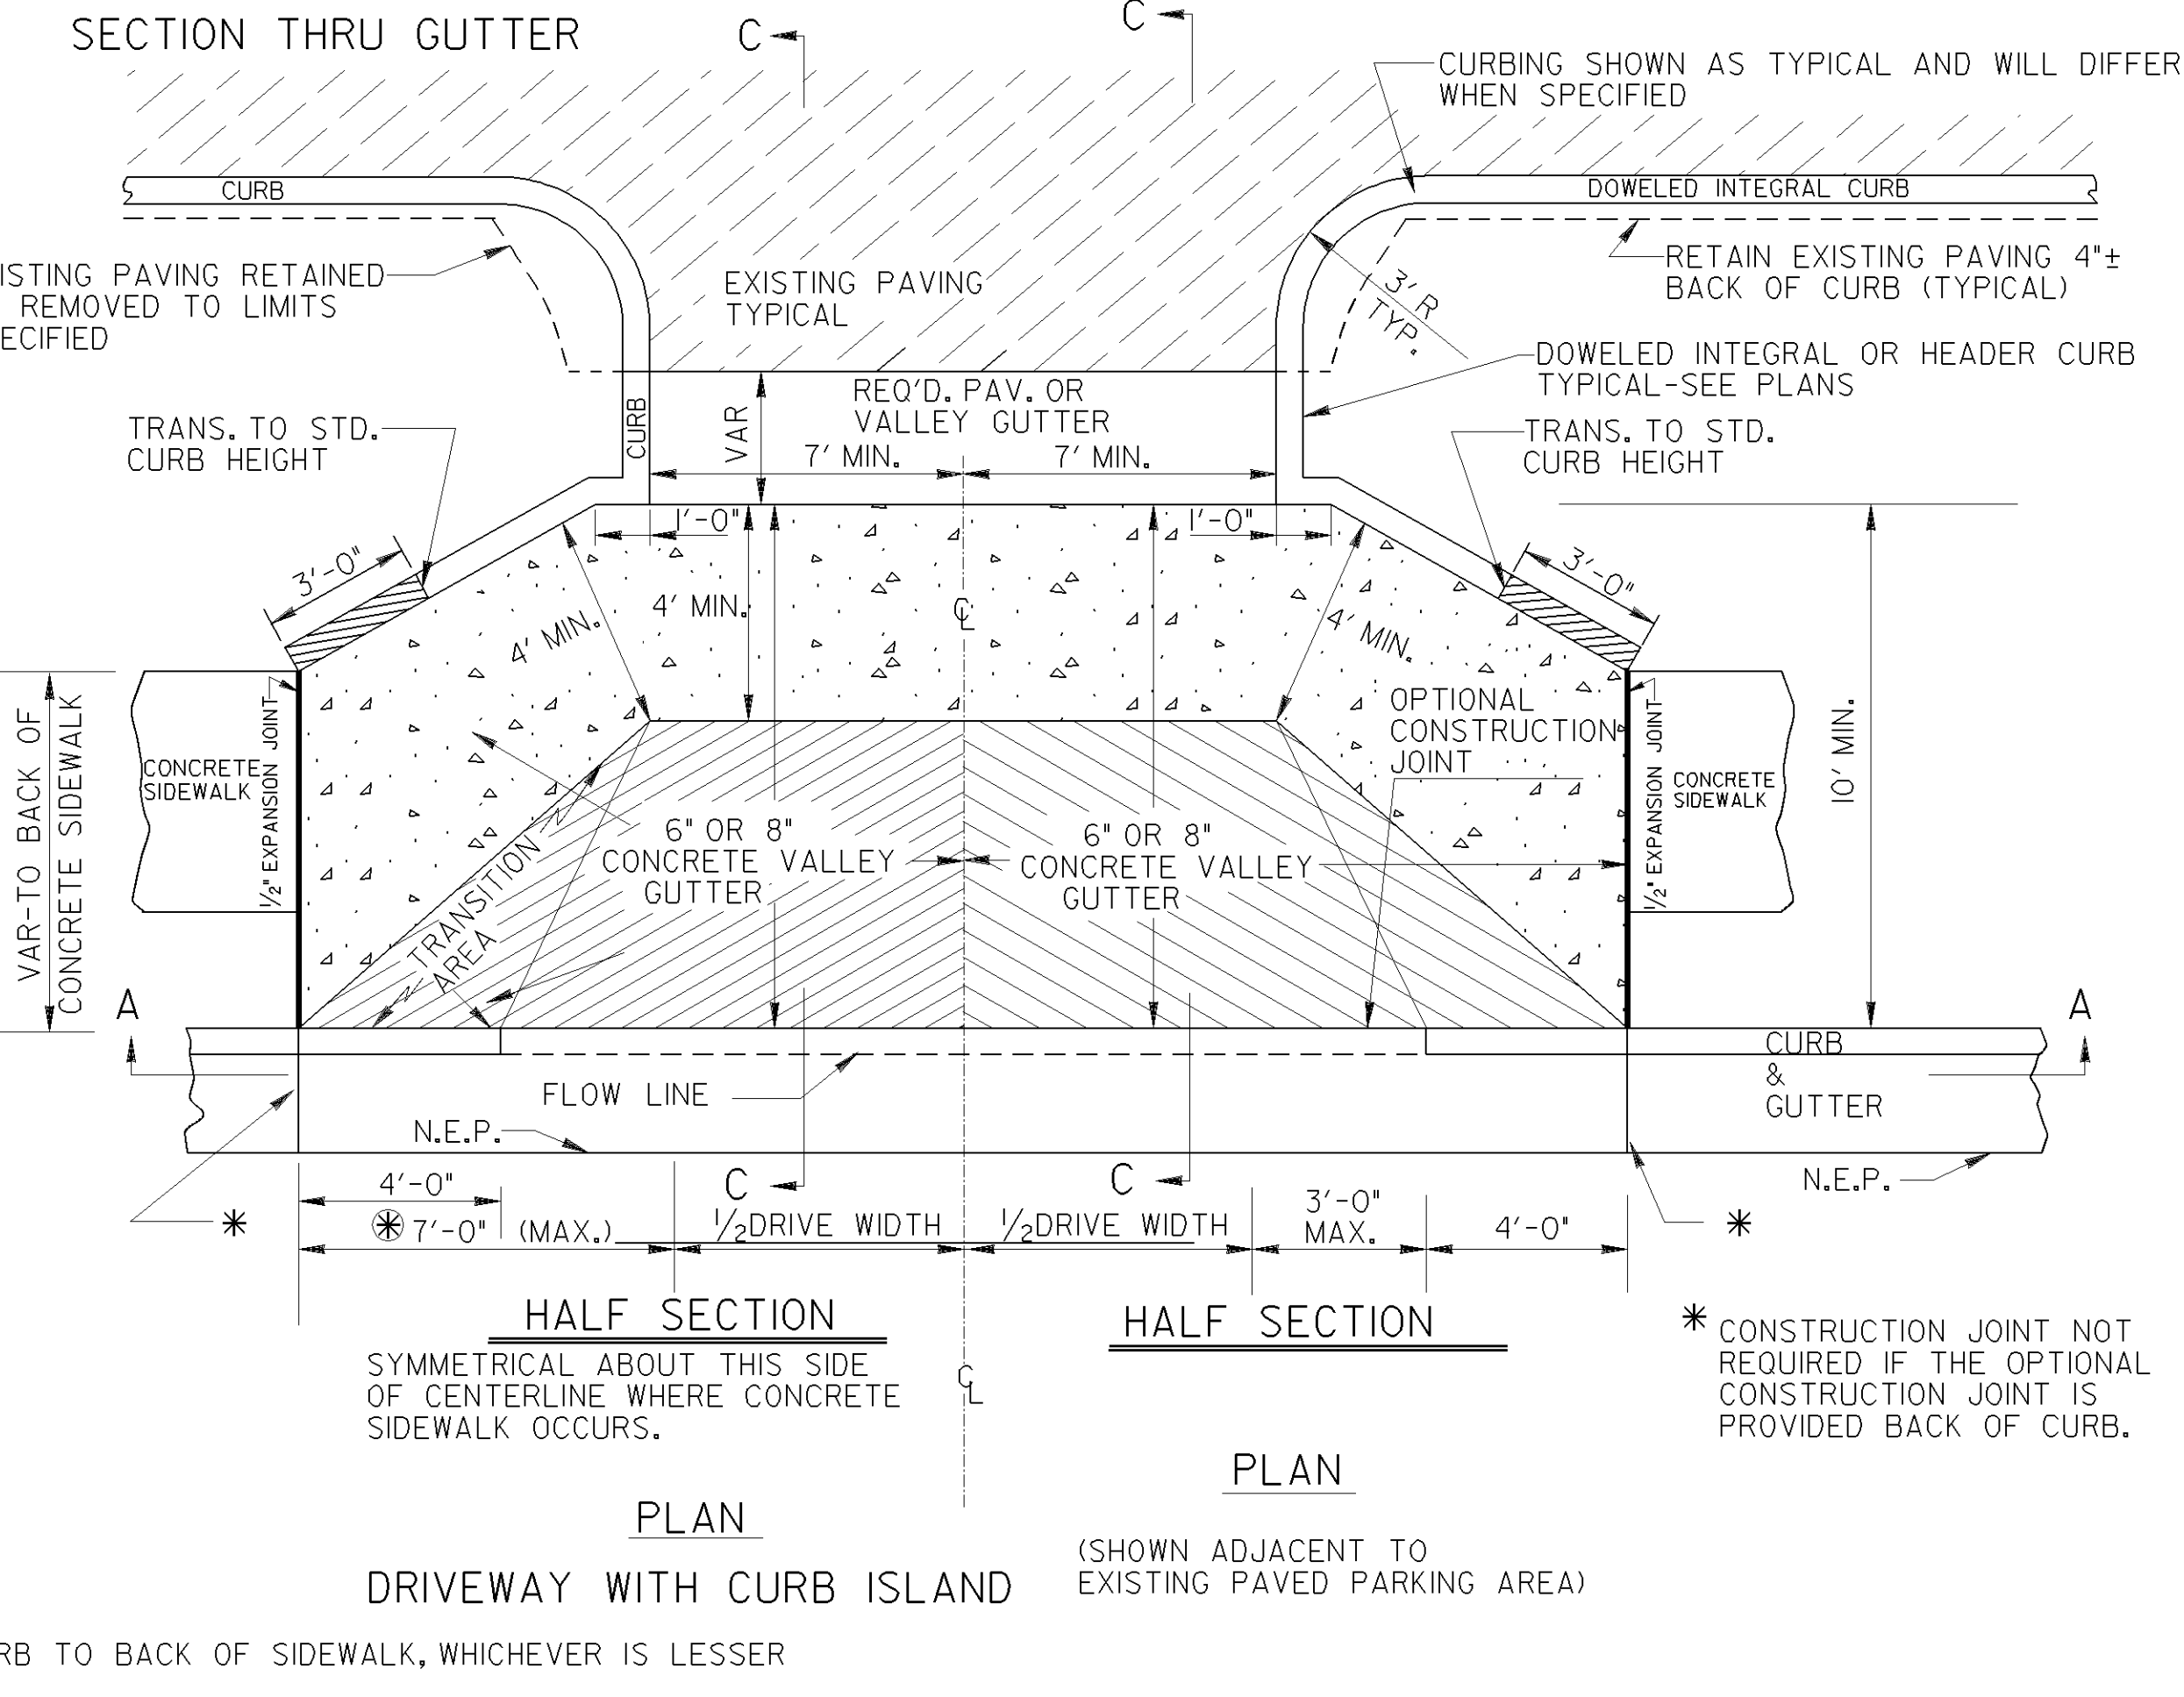 SECTION THRU GUTTER
C
C
CURBING SHOWN AS TYPICAL AND WILL DIFFER
WHEN SPECIFIED
CURB
DOWELED INTEGRAL CURB
ISTING PAVING RETAINED
REMOVED TO LIMITS
ECIFIED
EXISTING PAVING
TYPICAL
3' R
TYP.
RETAIN EXISTING PAVING 4"±
BACK OF CURB (TYPICAL)
DOWELED INTEGRAL OR HEADER CURB
TYPICAL-SEE PLANS
TRANS. TO STD.
CURB HEIGHT
CURB
VAR
REQ'D. PAV. OR
VALLEY GUTTER
7' MIN.
7' MIN.
TRANS. TO STD.
CURB HEIGHT
1'-0"
1'-0"
3'-0"
3'-0"
4' MIN.
4' MIN.
4' MIN.
℄
VAR-TO BACK OF
CONCRETE SIDEWALK
CONCRETE
SIDEWALK
1/2" EXPANSION JOINT
OPTIONAL
CONSTRUCTION
JOINT
1/2" EXPANSION JOINT
CONCRETE
SIDEWALK
10' MIN.
TRANSITION
AREA
6" OR 8"
CONCRETE VALLEY
GUTTER
6" OR 8"
CONCRETE VALLEY
GUTTER
A
A
CURB
&
GUTTER
FLOW LINE
N.E.P.
N.E.P.
4'-0"
C
C
3'-0"
MAX.
4'-0"
*
* 7'-0" (MAX.)
1/2 DRIVE WIDTH
1/2 DRIVE WIDTH
*
HALF SECTION
SYMMETRICAL ABOUT THIS SIDE
OF CENTERLINE WHERE CONCRETE
SIDEWALK OCCURS.
HALF SECTION
℄
* CONSTRUCTION JOINT NOT
REQUIRED IF THE OPTIONAL
CONSTRUCTION JOINT IS
PROVIDED BACK OF CURB.
PLAN
PLAN
DRIVEWAY WITH CURB ISLAND
(SHOWN ADJACENT TO
EXISTING PAVED PARKING AREA)
RB TO BACK OF SIDEWALK, WHICHEVER IS LESSER